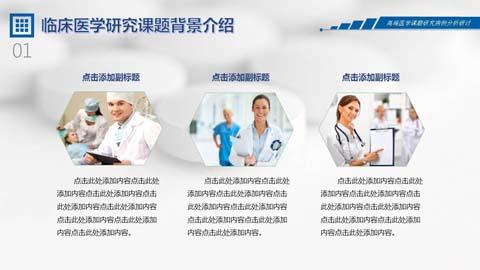 临床医学研究课题背景介绍
高端医学课题研究病例分析研讨
01
点击添加副标题
点击此处添加内容点击此处
添加内容点击此处添加内容点击
此处添加内容点击此处添加内容
点击此处添加内容点击此处添加
内容点击此处添加内容。
点击添加副标题
点击此处添加内容点击此处
添加内容点击此处添加内容点击
此处添加内容点击此处添加内容
点击此处添加内容点击此处添加
内容点击此处添加内容。
点击添加副标题
点击此处添加内容点击此处
添加内容点击此处添加内容点击
此处添加内容点击此处添加内容
点击此处添加内容点击此处添加
内容点击此处添加内容。